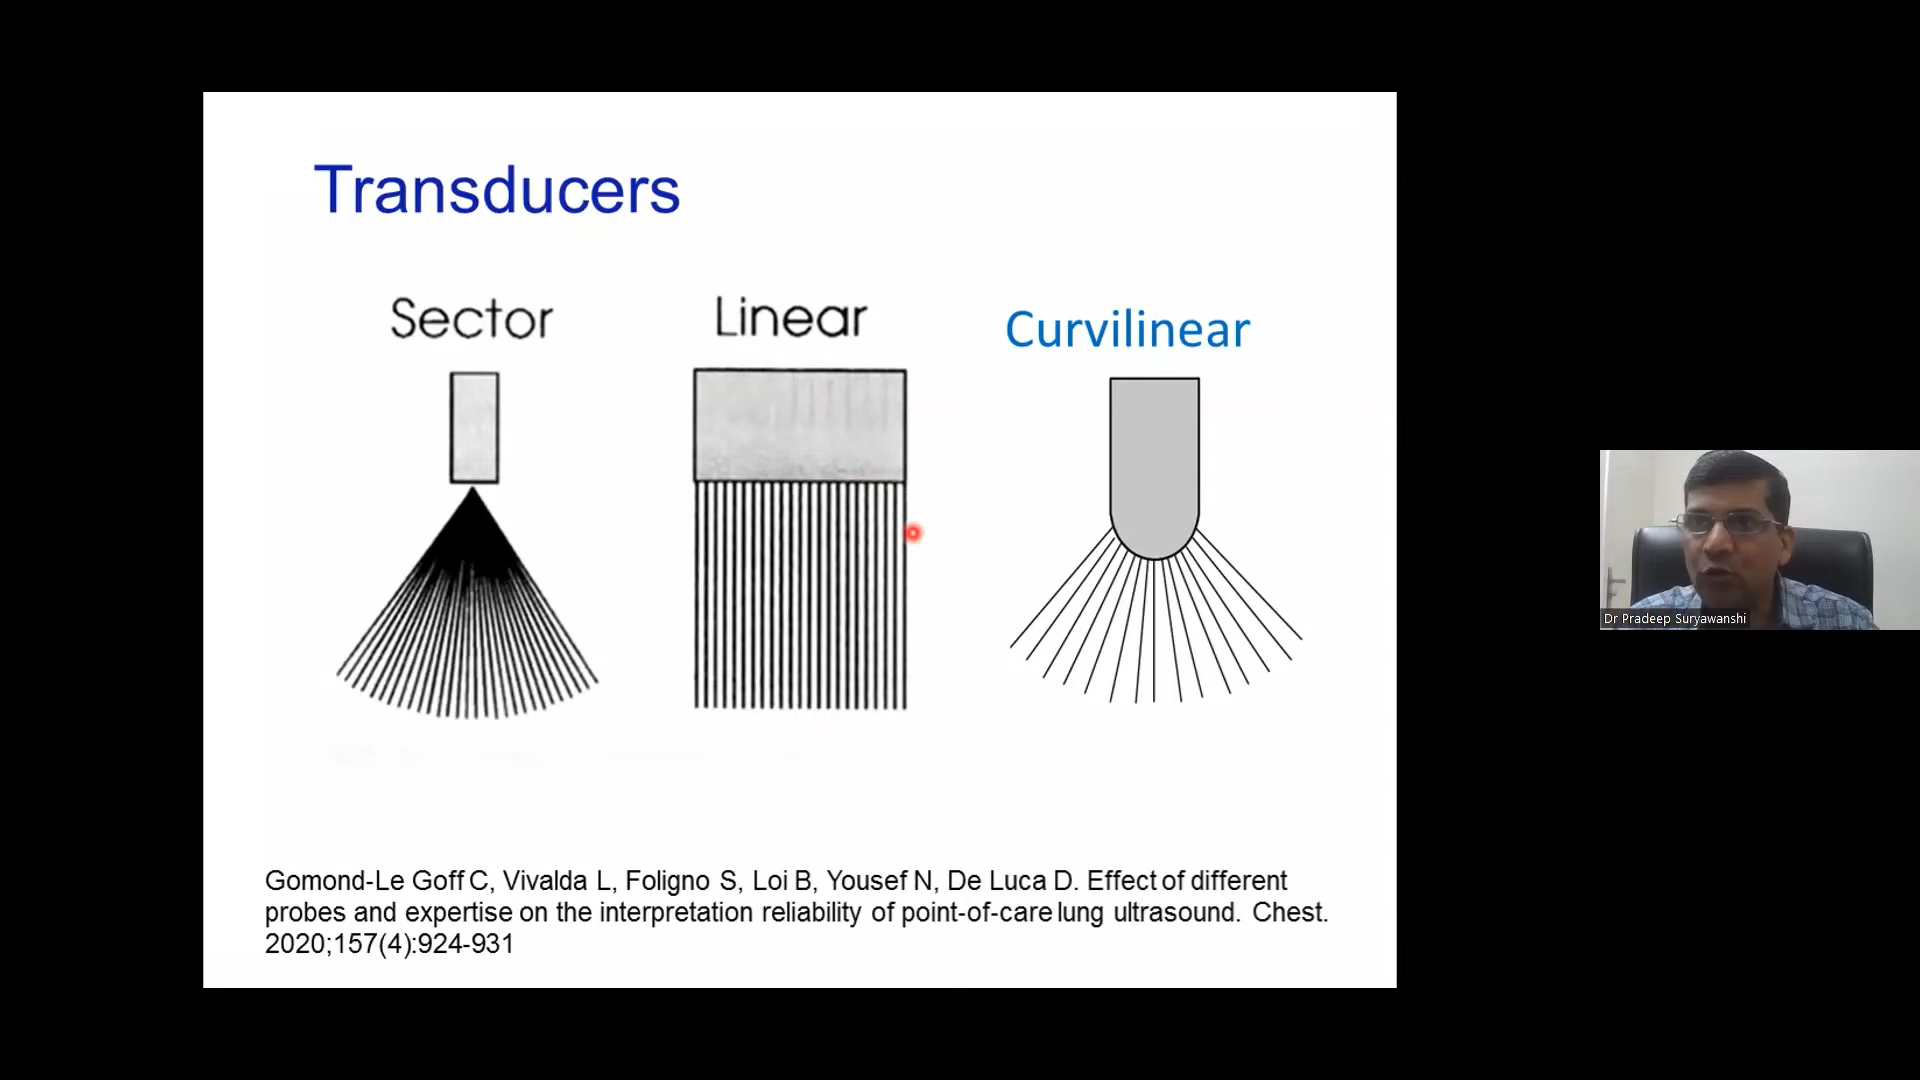 Transducers
Sector
Linear
Curvilinear
Gomond-Le Goff C, Vivalda L, Foligno S, Loi B, Yousef N, De Luca D. Effect of different
probes and expertise on the interpretation reliability of point-of-care lung ultrasound. Chest.
2020;157(4):924-931
Dr Pradeep Suryawanshi